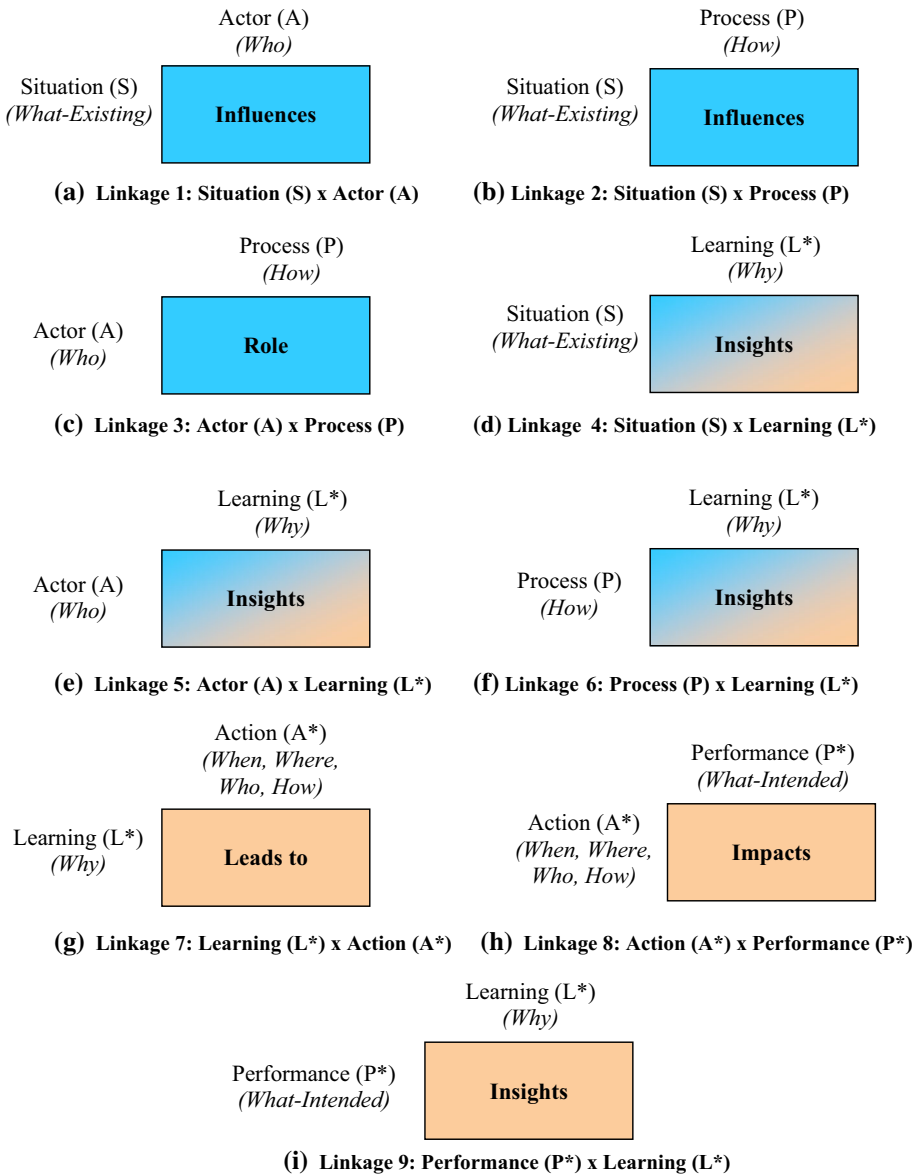 Actor (A)
(Who)
Situation (S)
(What-Existing)
Influences
(a) Linkage 1: Situation (S) x Actor (A)
Process (P)
(How)
Situation (S)
(What-Existing)
Influences
(b) Linkage 2: Situation (S) x Process (P)
Process (P)
(How)
Actor (A)
(Who)
Role
(c) Linkage 3: Actor (A) x Process (P)
Learning (L*)
(Why)
Situation (S)
(What-Existing)
Insights
(d) Linkage 4: Situation (S) x Learning (L*)
Learning (L*)
(Why)
Actor (A)
(Who)
Insights
(e) Linkage 5: Actor (A) x Learning (L*)
Learning (L*)
(Why)
Process (P)
(How)
Insights
(f) Linkage 6: Process (P) x Learning (L*)
Action (A*)
(When, Where,
Who, How)
Learning (L*)
(Why)
Leads to
(g) Linkage 7: Learning (L*) x Action (A*)
Performance (P*)
(What-Intended)
Action (A*)
(When, Where,
Who, How)
Impacts
(h) Linkage 8: Action (A*) x Performance (P*)
Learning (L*)
(Why)
Performance (P*)
(What-Intended)
Insights
(i) Linkage 9: Performance (P*) x Learning (L*)